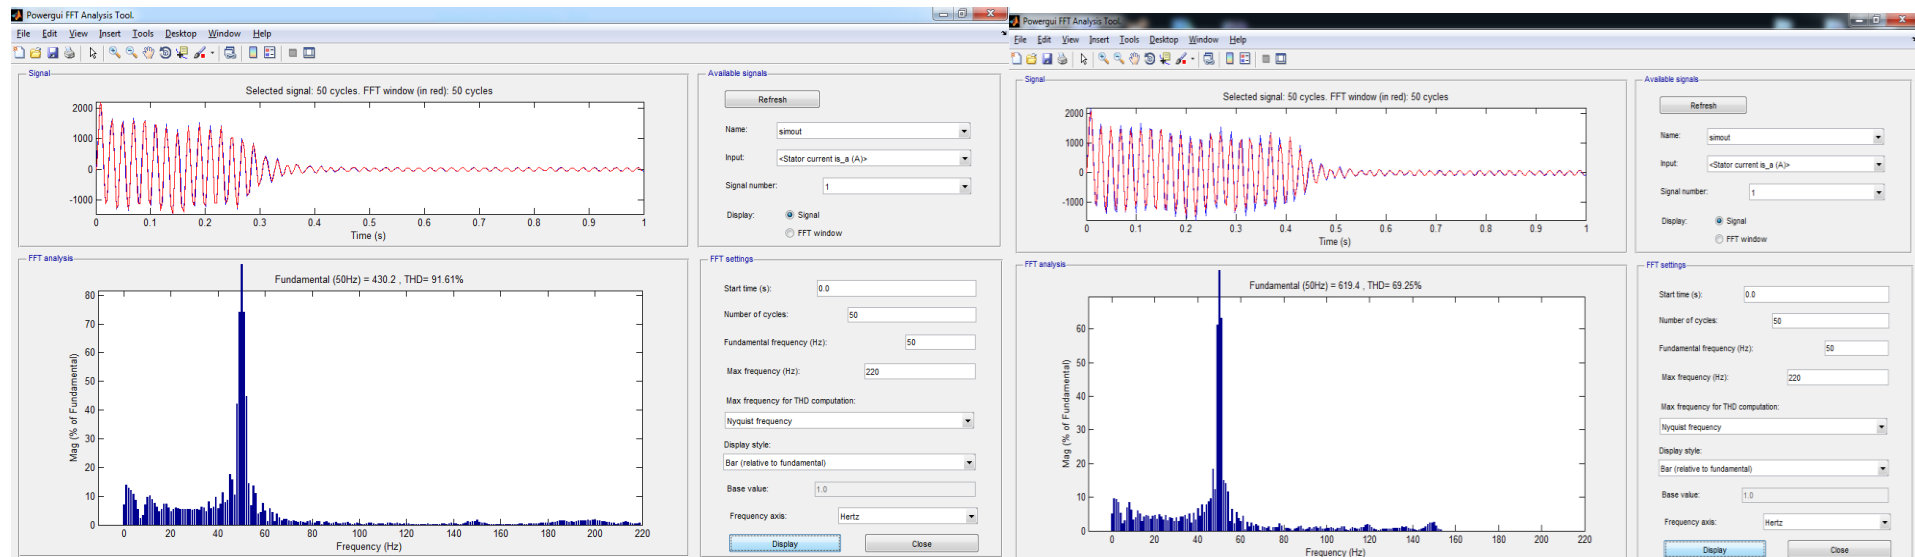 Powergui FFT Analysis Tool.
File Edit View Insert Tools Desktop Window Help
Signal
Selected signal: 50 cycles. FFT window (in red): 50 cycles
2000
1000
0
-1000
0 0.1 0.2 0.3 0.4 0.5 0.6 0.7 0.8 0.9 1
Time (s)
Available signals
Refresh
Name: simout
Input: <Stator current is_a (A)>
Signal number: 1
Display: Signal
FFT window
FFT analysis
Fundamental (50Hz) = 430.2 , THD= 91.61%
80
70
60
50
40
30
20
10
0
Mag (% of Fundamental)
0 20 40 60 80 100 120 140 160 180 200 220
Frequency (Hz)
FFT settings
Start time (s): 0.0
Number of cycles: 50
Fundamental frequency (Hz): 50
Max frequency (Hz): 220
Max frequency for THD computation:
Nyquist frequency
Display style:
Bar (relative to fundamental)
Base value: 1.0
Frequency axis: Hertz
Display Close
Powergui FFT Analysis Tool.
File Edit View Insert Tools Desktop Window Help
Signal
Selected signal: 50 cycles. FFT window (in red): 50 cycles
2000
1000
0
-1000
0 0.1 0.2 0.3 0.4 0.5 0.6 0.7 0.8 0.9 1
Time (s)
Available signals
Refresh
Name: simout
Input: <Stator current is_a (A)>
Signal number: 1
Display: Signal
FFT window
FFT analysis
Fundamental (50Hz) = 619.4 , THD= 69.25%
60
50
40
30
20
10
0
Mag (% of Fundamental)
0 20 40 60 80 100 120 140 160 180 200 220
Frequency (Hz)
FFT settings
Start time (s): 0.0
Number of cycles: 50
Fundamental frequency (Hz): 50
Max frequency (Hz): 220
Max frequency for THD computation:
Nyquist frequency
Display style:
Bar (relative to fundamental)
Base value: 1.0
Frequency axis: Hertz
Display Close